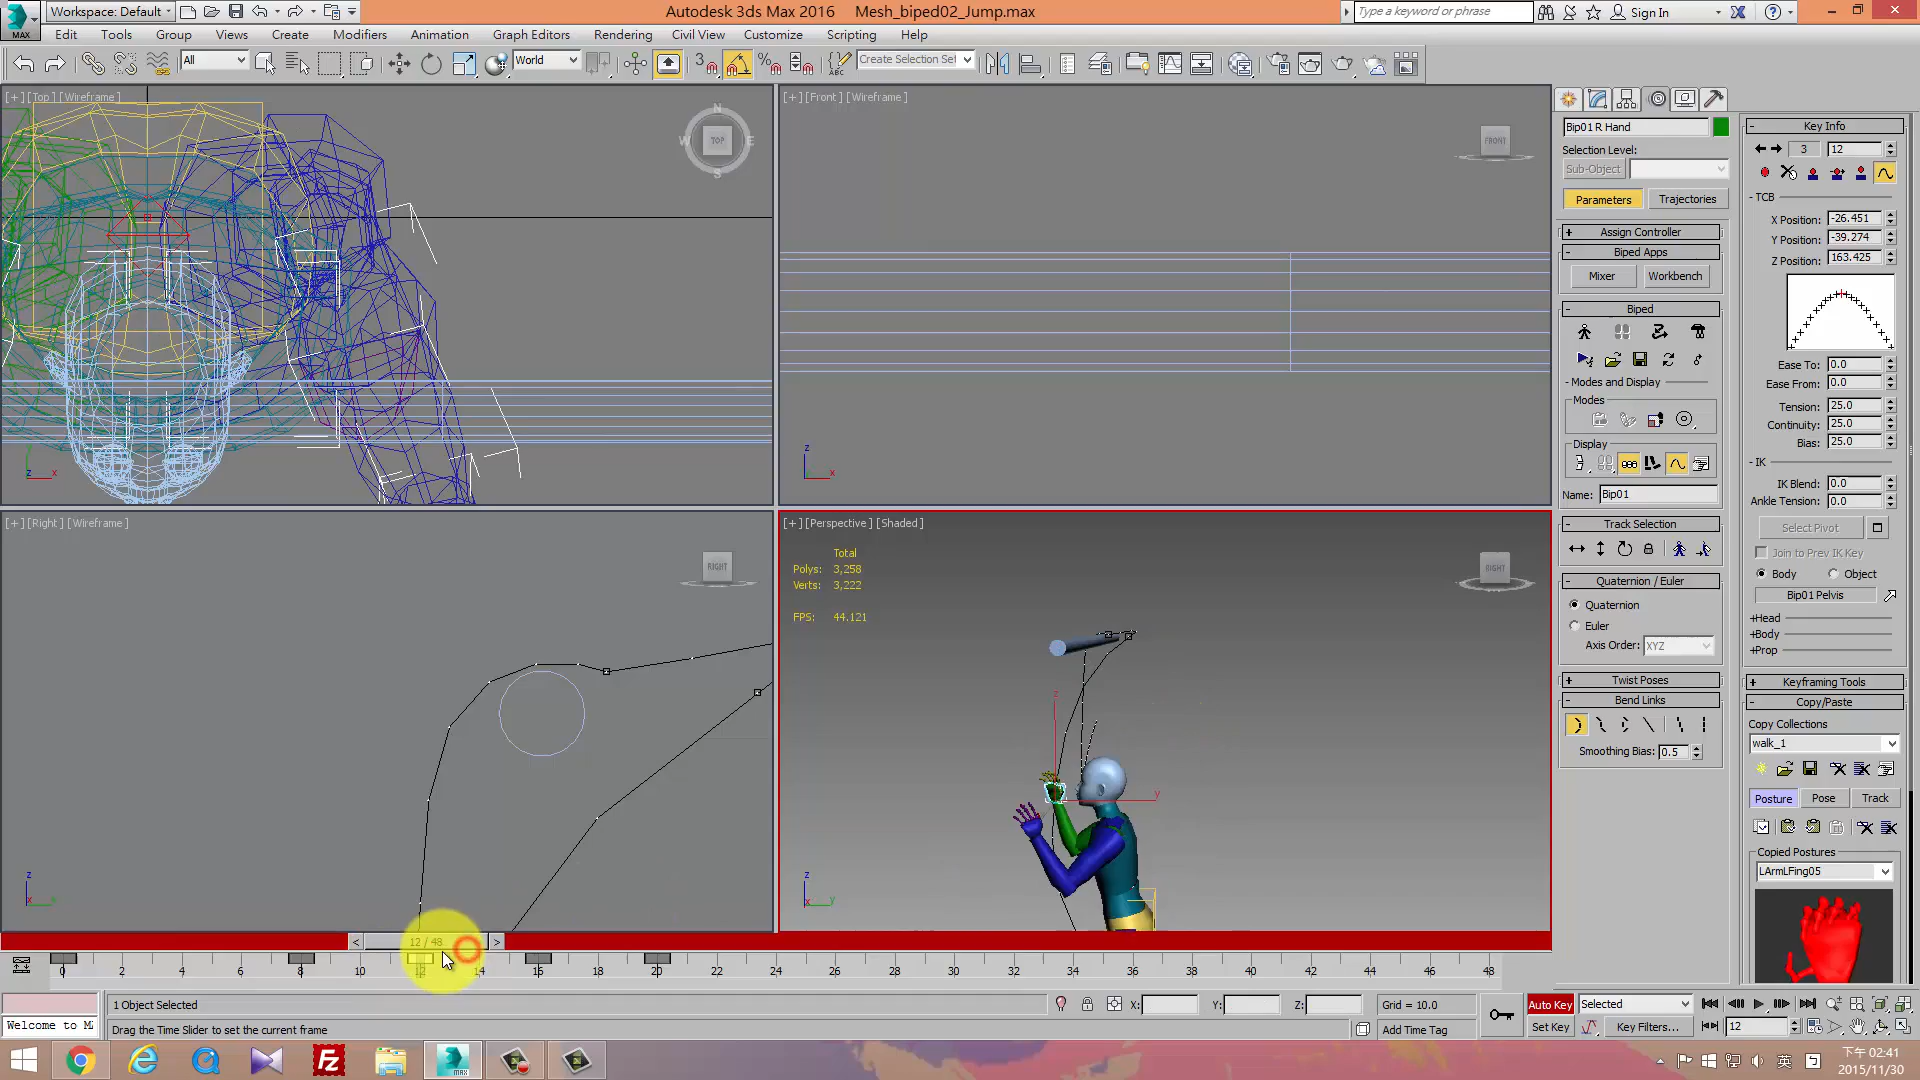 MAX
Workspace: Default
Autodesk 3ds Max 2016 Mesh_biped02_Jump.max
Type a keyword or phrase
Sign In
Edit Tools Group Views Create Modifiers Animation Graph Editors Rendering Civil View Customize Scripting Help
All
World
3
ABC
Create Selection Set
[+] [Top] [Wireframe]
N
W TOP E
S
z x
[+] [Front] [Wireframe]
FRONT
z
x
[+] [Right] [Wireframe]
RIGHT
z
x
[+] [Perspective] [Shaded]
Total
Polys: 3,258
Verts: 3,222
FPS: 44.121
RIGHT
z
y
z
x y
Bip01 R Hand
Selection Level:
Sub-Object
Parameters Trajectories
+ Assign Controller
- Biped Apps
Mixer Workbench
- Biped
- Modes and Display
Modes
Display
Name: Bip01
- Track Selection
- Quaternion / Euler
Quaternion
Euler
Axis Order: XYZ
+ Twist Poses
- Bend Links
Smoothing Bias: 0.5
- Key Info
3 12
- TCB
X Position: -26.451
Y Position: -39.274
Z Position: 163.425
Ease To: 0.0
Ease From: 0.0
Tension: 25.0
Continuity: 25.0
Bias: 25.0
- IK
IK Blend: 0.0
Ankle Tension: 0.0
Select Pivot
Join to Prev IK Key
Body Object
Bip01 Pelvis
+Head
+Body
+Prop
+ Keyframing Tools
- Copy/Paste
Copy Collections
walk_1
Posture Pose Track
Copied Postures
LArmLFing05
< 12 / 48 >
0 2 4 6 8 10 12 14 16 18 20 22 24 26 28 30 32 34 36 38 40 42 44 46 48
1 Object Selected
X: Y: Z:
Grid = 10.0
Auto Key Selected
Welcome to M
Drag the Time Slider to set the current frame
Add Time Tag
Set Key Key Filters...
12
MAX
英
下午 02:41
2015/11/30